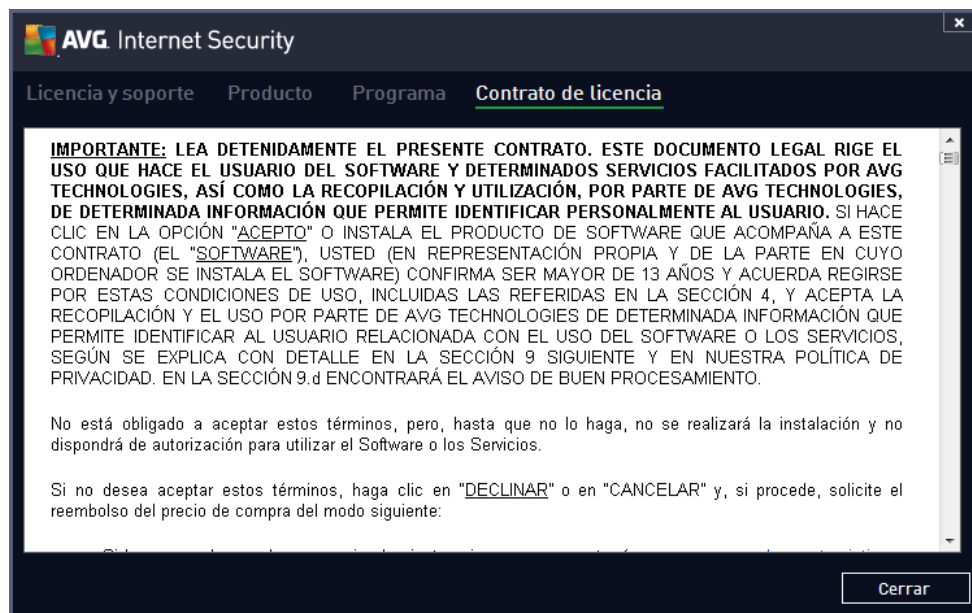 AVG. Internet Security
x
Licencia y soporte Producto Programa Contrato de licencia
IMPORTANTE: LEA DETENIDAMENTE EL PRESENTE CONTRATO. ESTE DOCUMENTO LEGAL RIGE EL
USO QUE HACE EL USUARIO DEL SOFTWARE Y DETERMINADOS SERVICIOS FACILITADOS POR AVG
TECHNOLOGIES, ASÍ COMO LA RECOPILACIÓN Y UTILIZACIÓN, POR PARTE DE AVG TECHNOLOGIES,
DE DETERMINADA INFORMACIÓN QUE PERMITE IDENTIFICAR PERSONALMENTE AL USUARIO. SI HACE
CLIC EN LA OPCIÓN "ACEPTO" O INSTALA EL PRODUCTO DE SOFTWARE QUE ACOMPAÑA A ESTE
CONTRATO (EL "SOFTWARE"), USTED (EN REPRESENTACIÓN PROPIA Y DE LA PARTE EN CUYO
ORDENADOR SE INSTALA EL SOFTWARE) CONFIRMA SER MAYOR DE 13 AÑOS Y ACUERDA REGIRSE
POR ESTAS CONDICIONES DE USO, INCLUIDAS LAS REFERIDAS EN LA SECCIÓN 4, Y ACEPTA LA
RECOPILACIÓN Y EL USO POR PARTE DE AVG TECHNOLOGIES DE DETERMINADA INFORMACIÓN QUE
PERMITE IDENTIFICAR AL USUARIO RELACIONADA CON EL USO DEL SOFTWARE O LOS SERVICIOS,
SEGÚN SE EXPLICA CON DETALLE EN LA SECCIÓN 9 SIGUIENTE Y EN NUESTRA POLÍTICA DE
PRIVACIDAD. EN LA SECCIÓN 9.d ENCONTRARÁ EL AVISO DE BUEN PROCESAMIENTO.
No está obligado a aceptar estos términos, pero, hasta que no lo haga, no se realizará la instalación y no
dispondrá de autorización para utilizar el Software o los Servicios.
Si no desea aceptar estos términos, haga clic en "DECLINAR" o en "CANCELAR" y, si procede, solicite el
reembolso del precio de compra del modo siguiente:
Cerrar